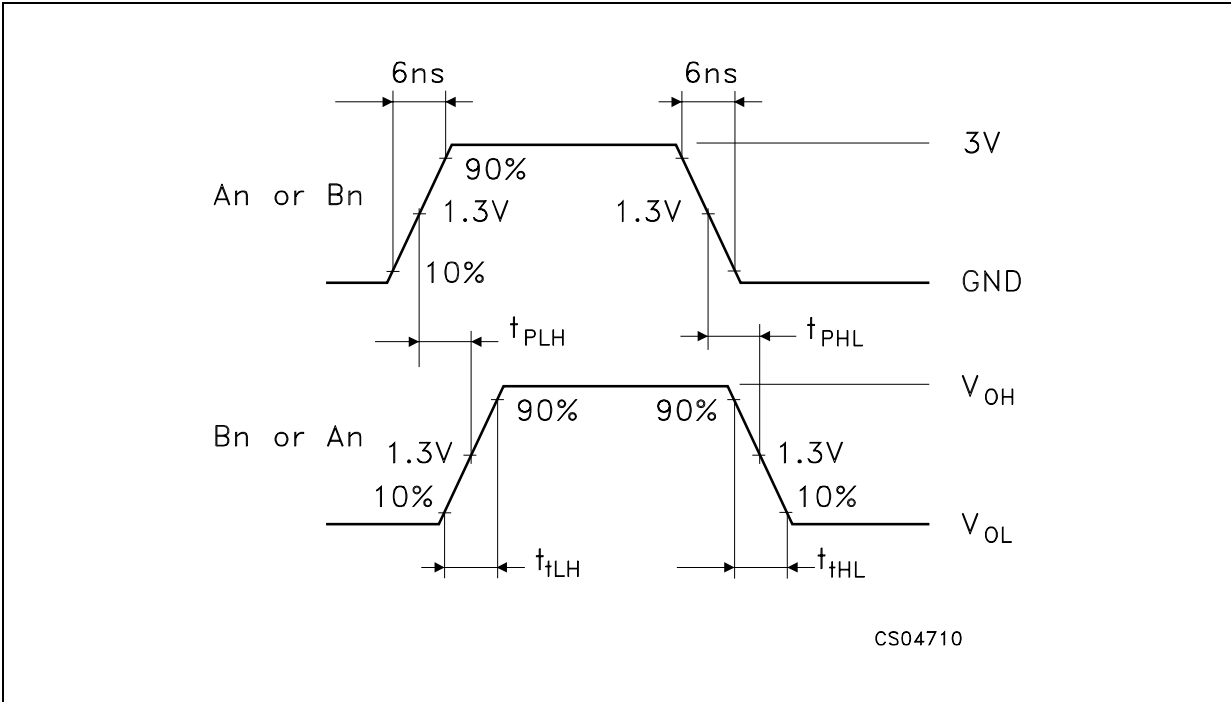 6ns 6ns
3V
90%
An or Bn
1.3V 1.3V
10%
GND
tPLH tPHL
VOH
90% 90%
Bn or An
1.3V 1.3V
10% 10%
VOL
ttLH ttHL
CS04710